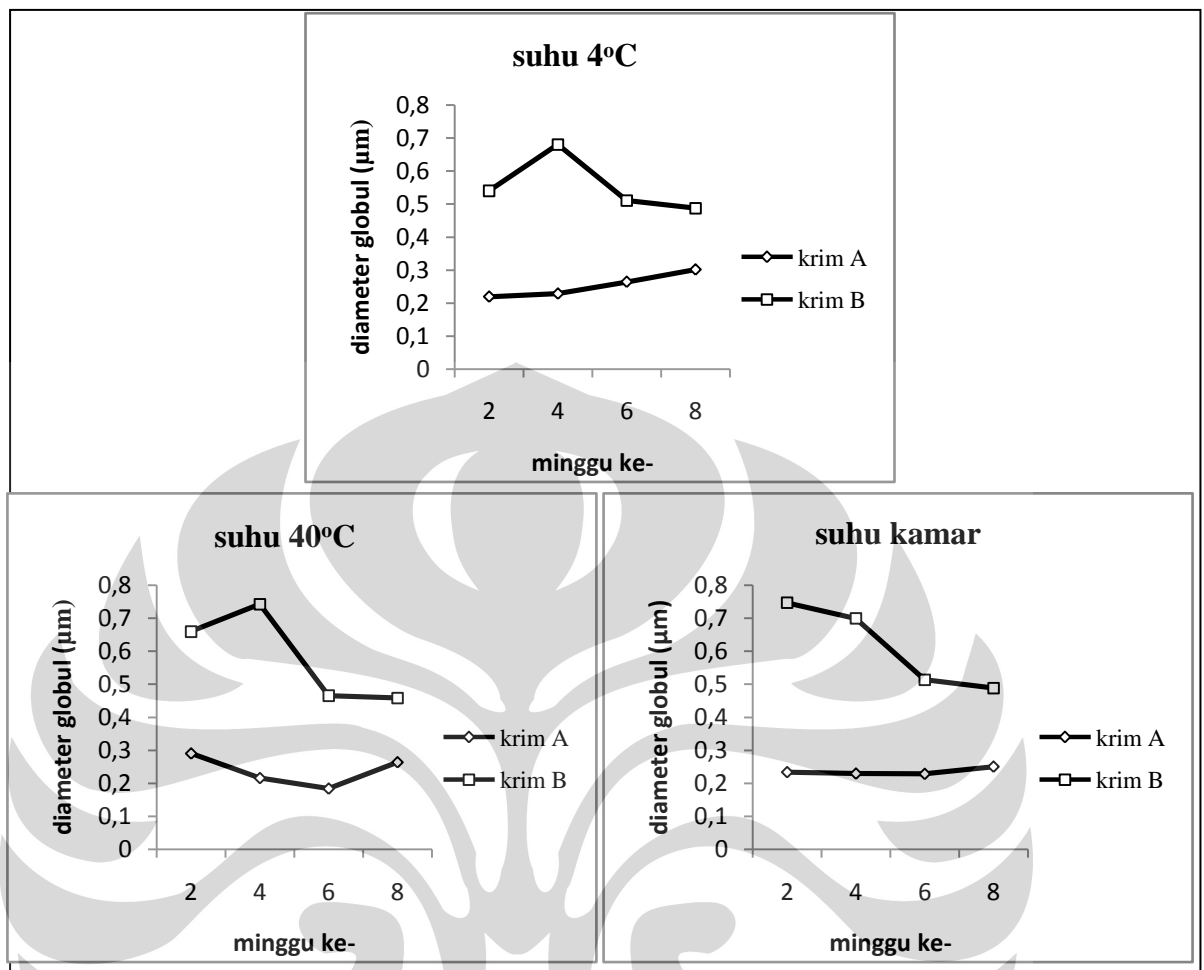 suhu 4°C
diameter globul (µm)
0,8
0,7
0,6
0,5
0,4
0,3
0,2
0,1
0
2 4 6 8
minggu ke-
krim A
krim B
suhu 40°C
diameter globul (µm)
0,8
0,7
0,6
0,5
0,4
0,3
0,2
0,1
0
2 4 6 8
minggu ke-
krim A
krim B
suhu kamar
diameter globul (µm)
0,8
0,7
0,6
0,5
0,4
0,3
0,2
0,1
0
2 4 6 8
minggu ke-
krim A
krim B